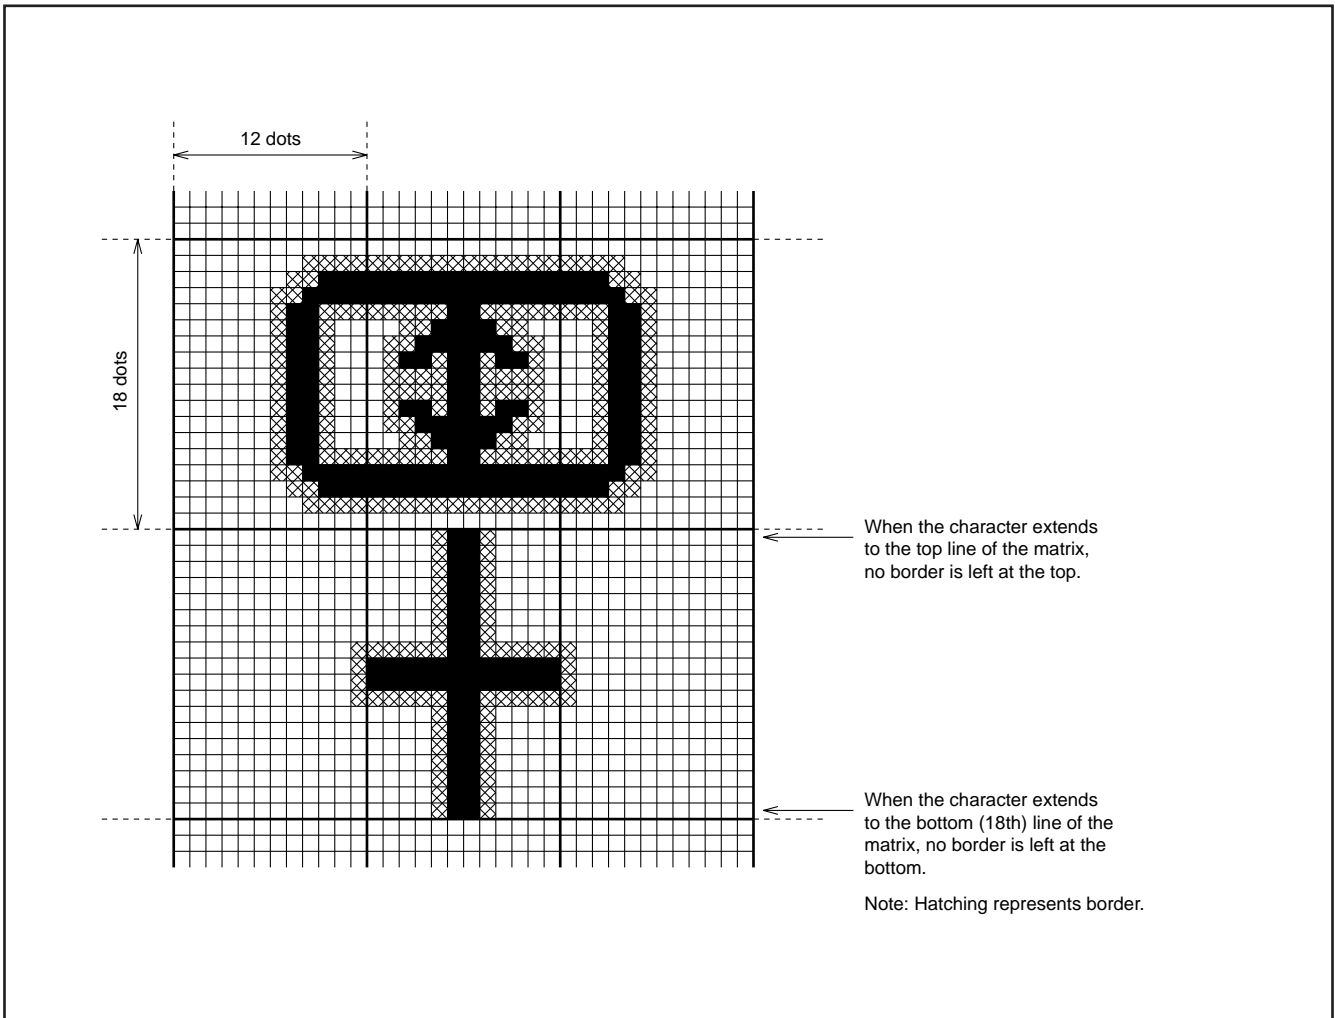 12 dots
18 dots
When the character extends
to the top line of the matrix,
no border is left at the top.
When the character extends
to the bottom (18th) line of the
matrix, no border is left at the
bottom.
Note: Hatching represents border.